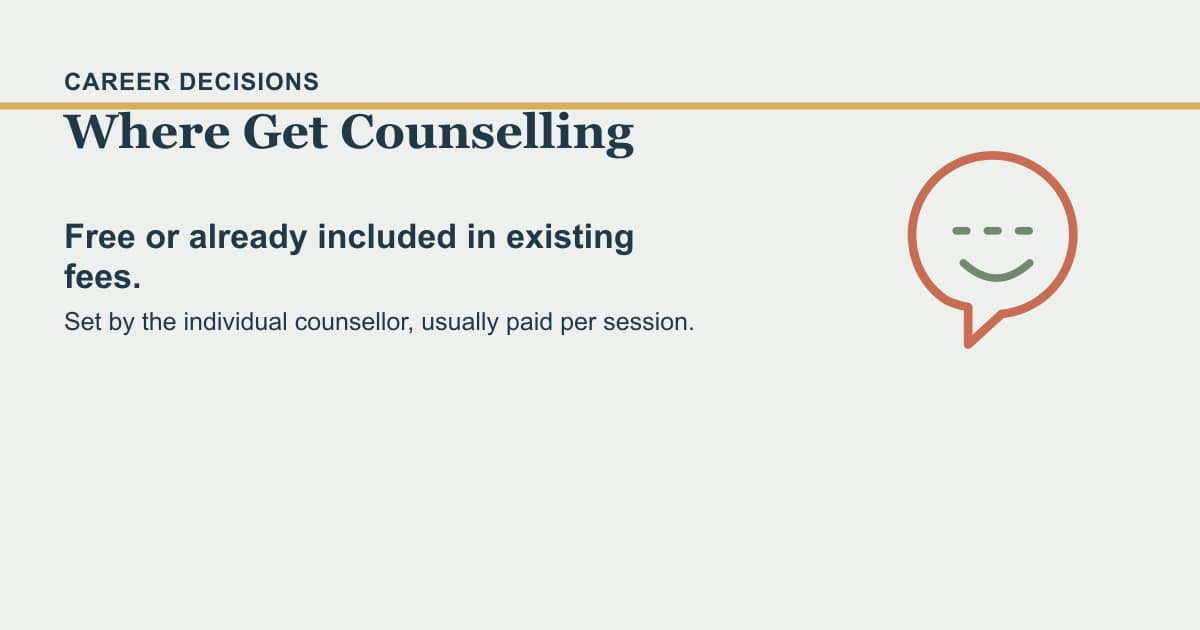 CAREER DECISIONS
Where Get Counselling
Free or already included in existing
fees.
Set by the individual counsellor, usually paid per session.